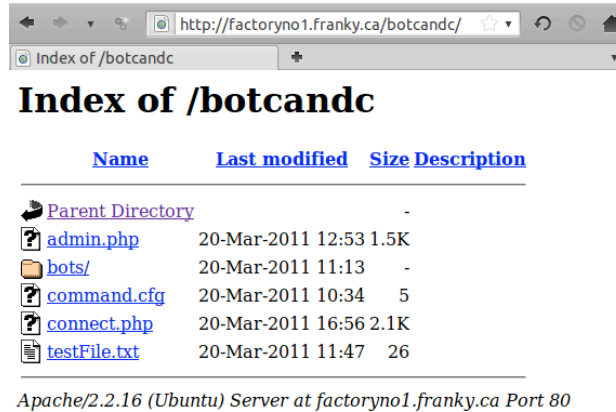 http://factoryno1.franky.ca/botcandc/
Index of /botcandc
Index of /botcandc
Name Last modified Size Description
Parent Directory -
admin.php 20-Mar-2011 12:53 1.5K
bots/ 20-Mar-2011 11:13 -
command.cfg 20-Mar-2011 10:34 5
connect.php 20-Mar-2011 16:56 2.1K
testFile.txt 20-Mar-2011 11:47 26
Apache/2.2.16 (Ubuntu) Server at factoryno1.franky.ca Port 80